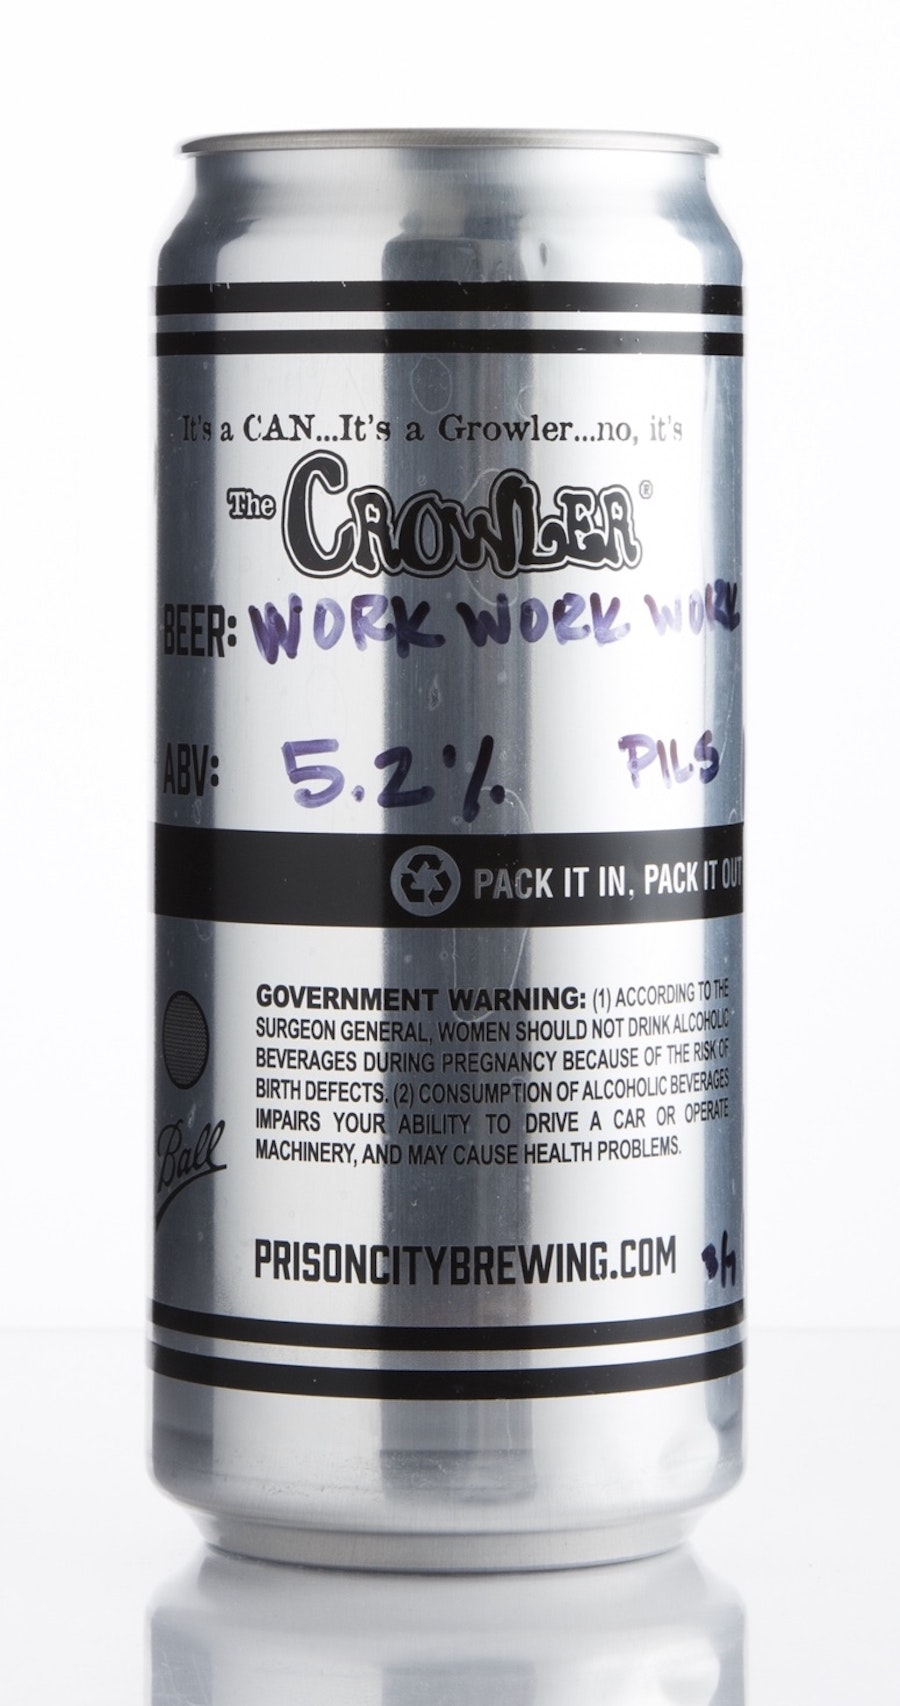 It's a CAN...It's a Growler...no, it's
The CROWLER®
BEER: WORK WORK WORK
ABV: 5.2% PILS
PACK IT IN, PACK IT OUT
GOVERNMENT WARNING: (1) ACCORDING TO THE
SURGEON GENERAL, WOMEN SHOULD NOT DRINK ALCOHOLIC
BEVERAGES DURING PREGNANCY BECAUSE OF THE RISK OF
BIRTH DEFECTS. (2) CONSUMPTION OF ALCOHOLIC BEVERAGES
IMPAIRS YOUR ABILITY TO DRIVE A CAR OR OPERATE
MACHINERY, AND MAY CAUSE HEALTH PROBLEMS.
Ball
PRISONCITYBREWING.COM